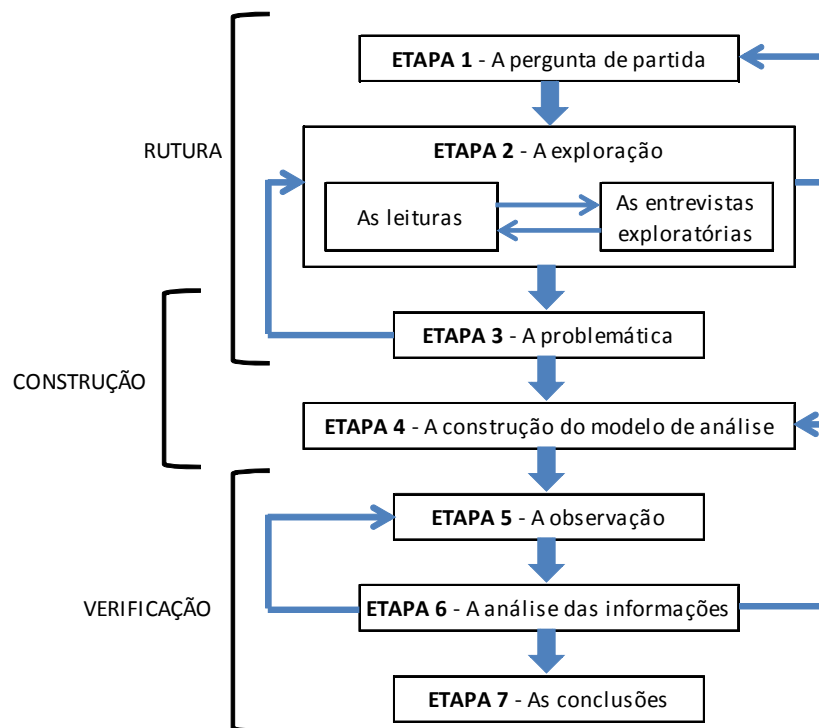 ETAPA 1 - A pergunta de partida
RUTURA
ETAPA 2 - A exploração
As leituras
As entrevistas
exploratórias
ETAPA 3 - A problemática
CONSTRUÇÃO
ETAPA 4 - A construção do modelo de análise
ETAPA 5 - A observação
VERIFICAÇÃO
ETAPA 6 - A análise das informações
ETAPA 7 - As conclusões